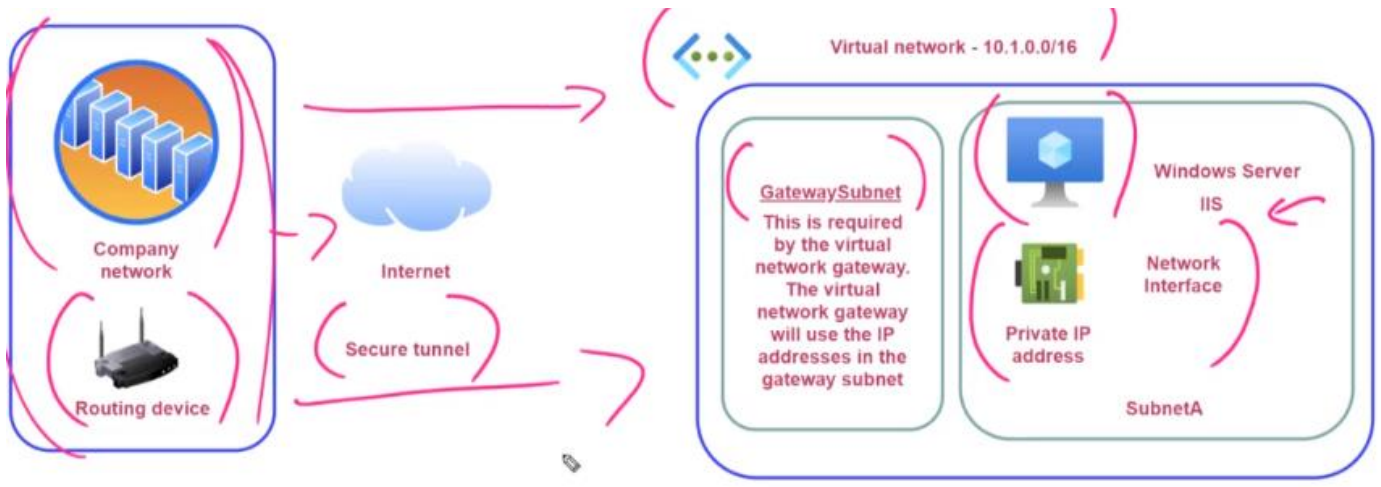 Company
network
Routing device
Internet
Secure tunnel
Virtual network - 10.1.0.0/16
GatewaySubnet
This is required
by the virtual
network gateway.
The virtual
network gateway
will use the IP
addresses in the
gateway subnet
Windows Server
IIS
Network
Interface
Private IP
address
SubnetA